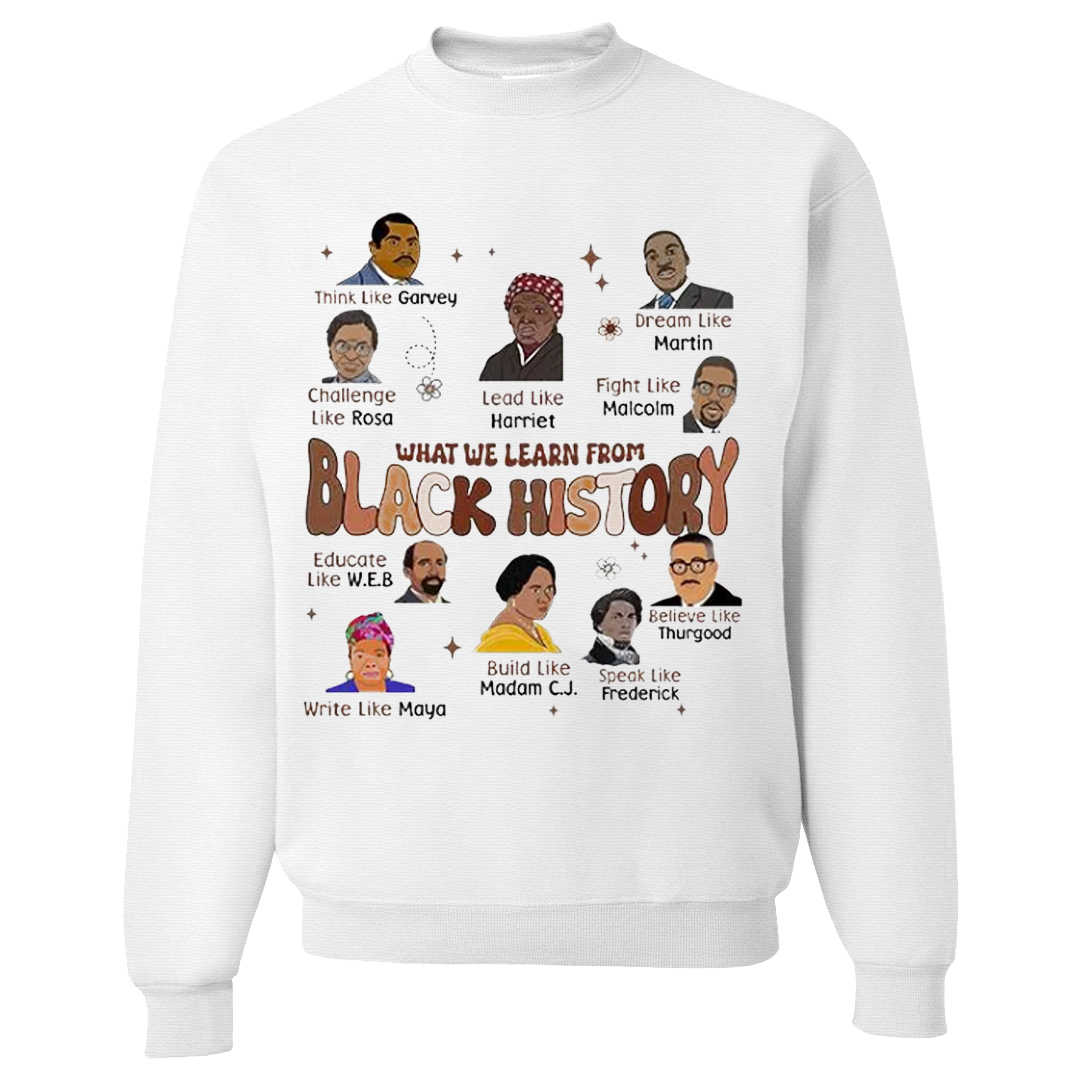 Think Like Garvey
Dream Like
Martin
Challenge
Like Rosa
Lead Like
Harriet
Fight Like
Malcolm
WHAT WE LEARN FROM
BLACK HISTORY
Educate
Like W.E.B
Believe Like
Thurgood
Build Like
Madam C.J.
Speak Like
Frederick
Write Like Maya